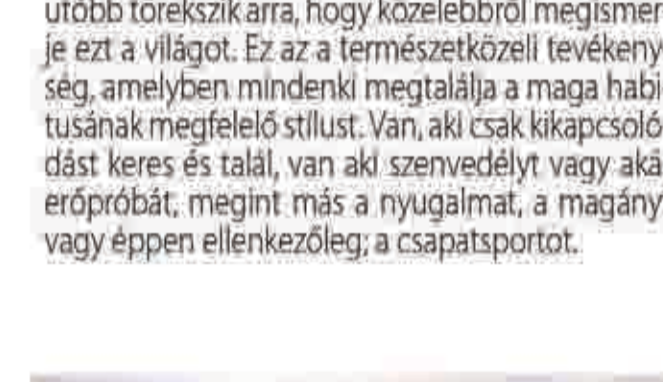 utóbb törekszik arra, hogy közelebbről megismer
je ezt a világot. Ez az a természetközeli tevékeny
ség, amelyben mindenki megtalálja a maga habi
tusának megfelelő stílust. Van, aki csak kikapcsoló
dást keres és talál, van aki szenvedélyt vagy aká
erőpróbát, megint más a nyugalmat, a magány
vagy éppen ellenkezőleg; a csapatsportot.